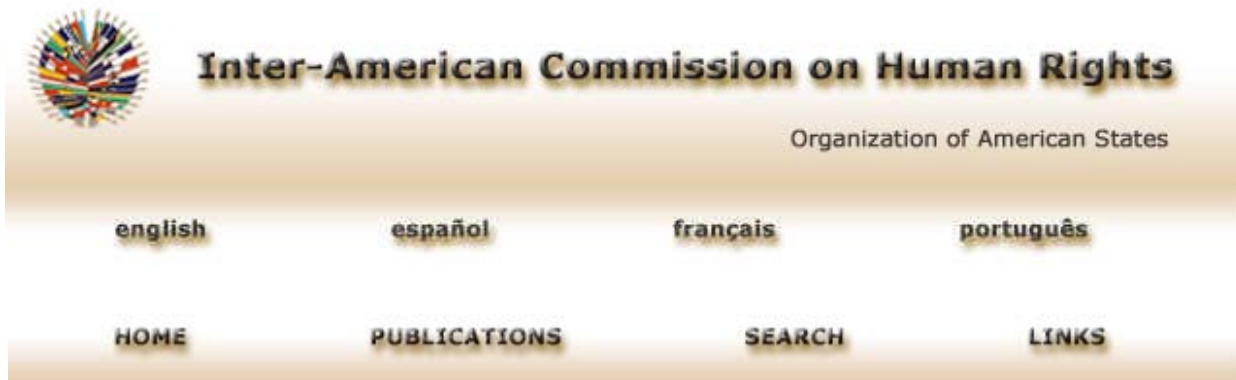 Inter-American Commission on Human Rights
Organization of American States
english español français português
HOME PUBLICATIONS SEARCH LINKS